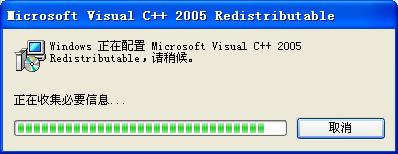 Microsoft Visual C++ 2005 Redistributable
Windows 正在配置 Microsoft Visual C++ 2005
Redistributable，请稍候。
正在收集必要信息...
取消